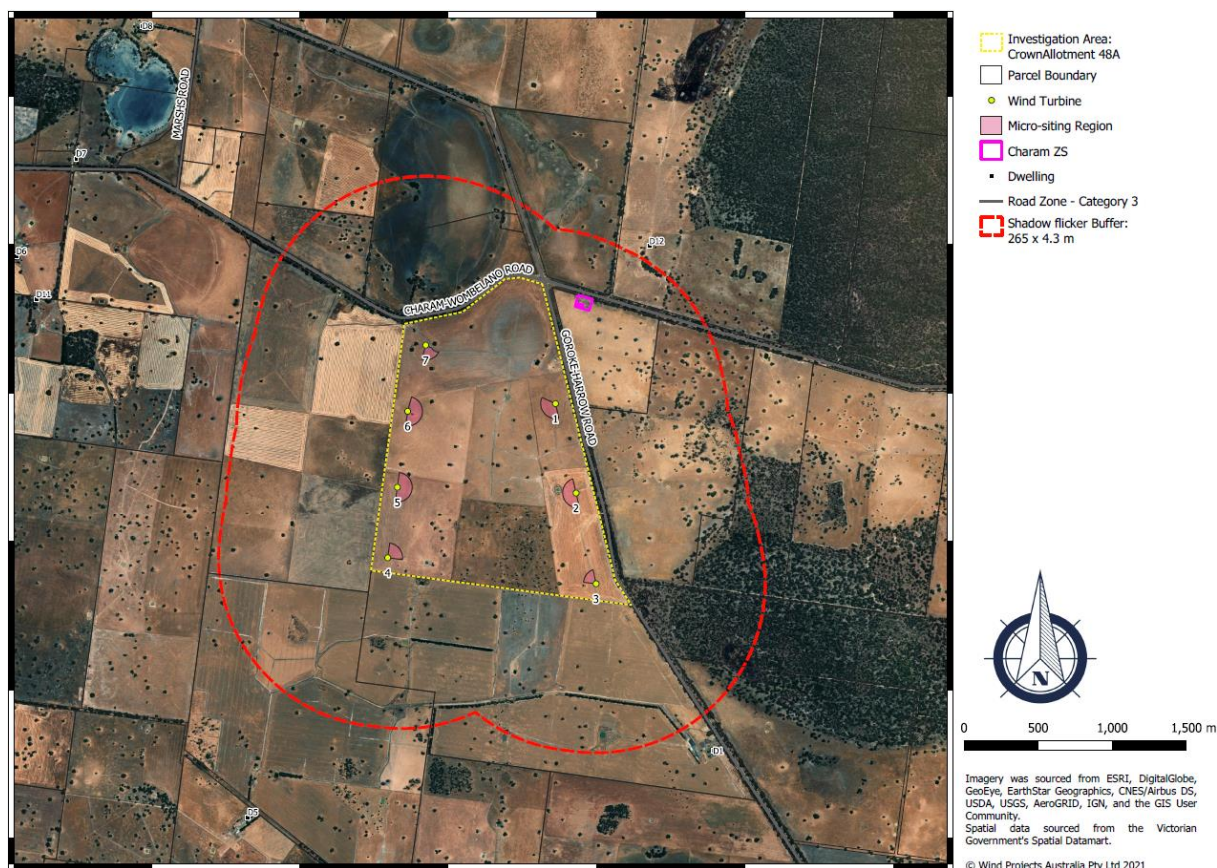 D8
MARSHS ROAD
D7
D12
D6
CHARAM-WOMBELANO ROAD
D11
7
GOROKE-HARROW ROAD
6
1
5
2
4
3
D1
D5
Investigation Area:
CrownAllotment 48A
Parcel Boundary
Wind Turbine
Micro-siting Region
Charam ZS
Dwelling
Road Zone - Category 3
Shadow flicker Buffer:
265 x 4.3 m
N
0 500 1,000 1,500 m
Imagery was sourced from ESRI, DigitalGlobe,
GeoEye, EarthStar Geographics, CNES/Airbus DS,
USDA, USGS, AeroGRID, IGN, and the GIS User
Community.
Spatial data sourced from the Victorian
Government's Spatial Datamart.
© Wind Projects Australia Pty Ltd 2021